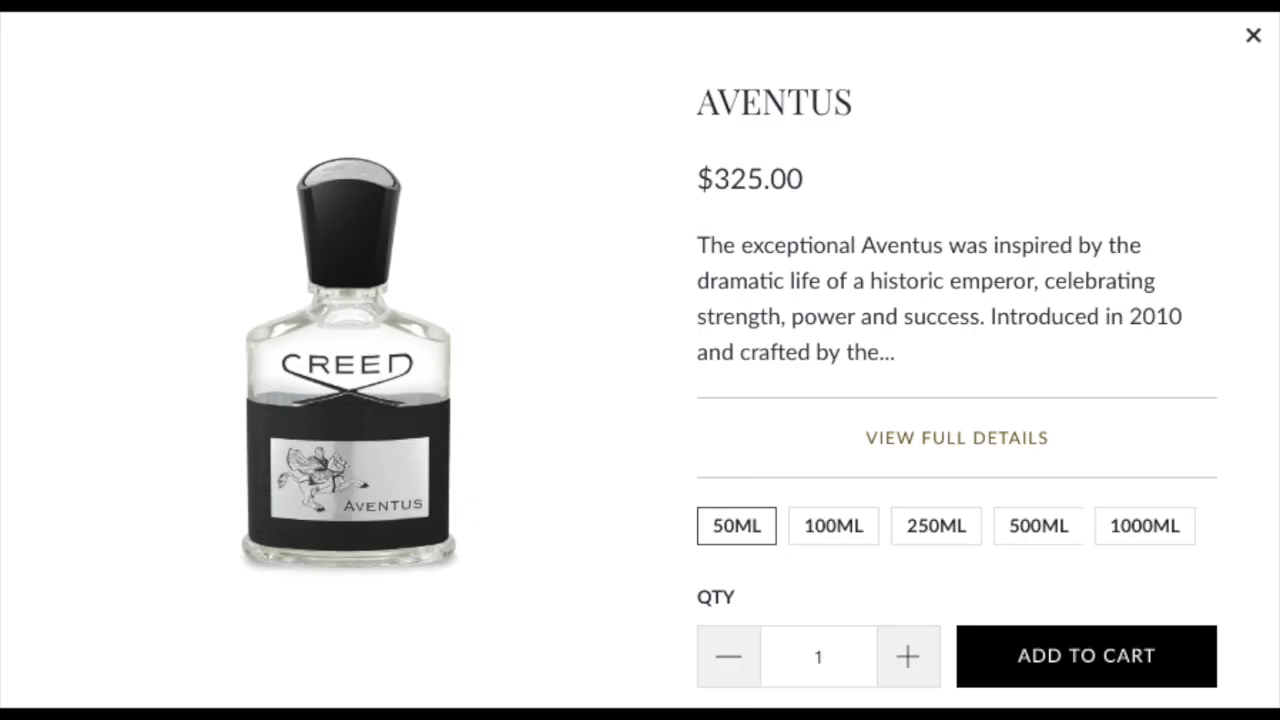 AVENTUS
$325.00
The exceptional Aventus was inspired by the
dramatic life of a historic emperor, celebrating
strength, power and success. Introduced in 2010
and crafted by the...
CREED
AVENTUS
VIEW FULL DETAILS
50ML 100ML 250ML 500ML 1000ML
QTY
1
ADD TO CART